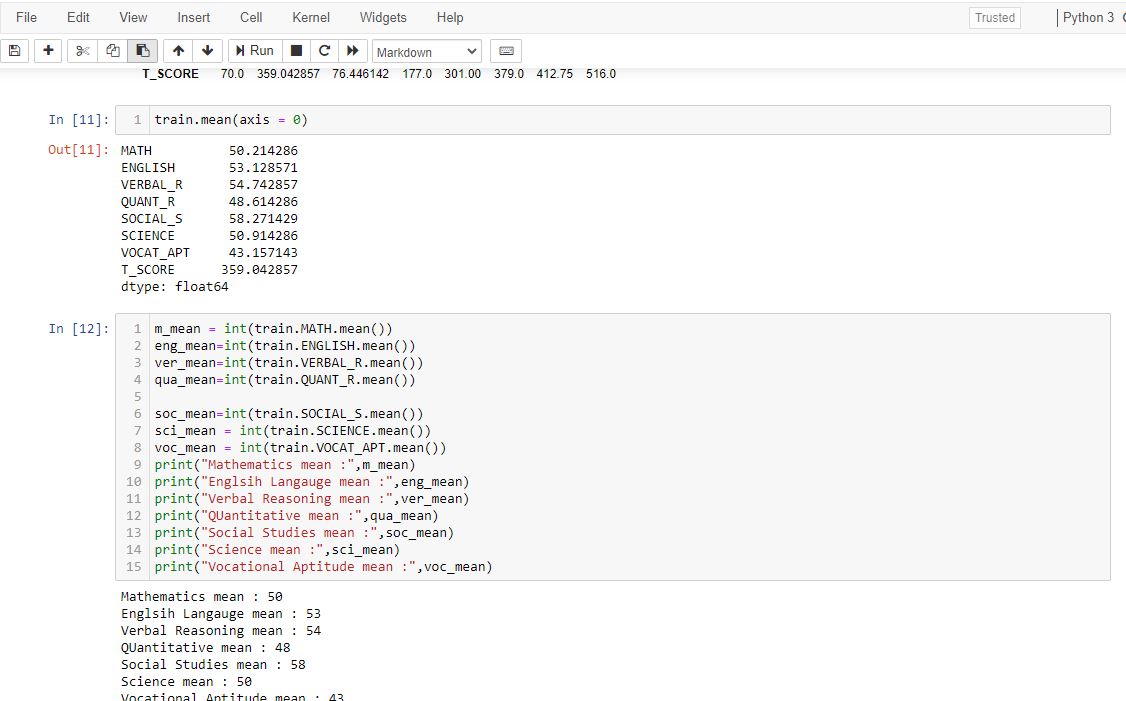 File Edit View Insert Cell Kernel Widgets Help Trusted Python 3
Run Markdown
T_SCORE 70.0 359.042857 76.446142 177.0 301.00 379.0 412.75 516.0
In [11]: 1 train.mean(axis = 0)
Out[11]: MATH 50.214286
ENGLISH 53.128571
VERBAL_R 54.742857
QUANT_R 48.614286
SOCIAL_S 58.271429
SCIENCE 50.914286
VOCAT_APT 43.157143
T_SCORE 359.042857
dtype: float64
In [12]: 1 m_mean = int(train.MATH.mean())
2 eng_mean=int(train.ENGLISH.mean())
3 ver_mean=int(train.VERBAL_R.mean())
4 qua_mean=int(train.QUANT_R.mean())
5
6 soc_mean=int(train.SOCIAL_S.mean())
7 sci_mean = int(train.SCIENCE.mean())
8 voc_mean = int(train.VOCAT_APT.mean())
9 print("Mathematics mean :",m_mean)
10 print("Englsih Langauge mean :",eng_mean)
11 print("Verbal Reasoning mean :",ver_mean)
12 print("QUantitative mean :",qua_mean)
13 print("Social Studies mean :",soc_mean)
14 print("Science mean :",sci_mean)
15 print("Vocational Aptitude mean :",voc_mean)
Mathematics mean : 50
Englsih Langauge mean : 53
Verbal Reasoning mean : 54
QUantitative mean : 48
Social Studies mean : 58
Science mean : 50
Vocational Aptitude mean : 43